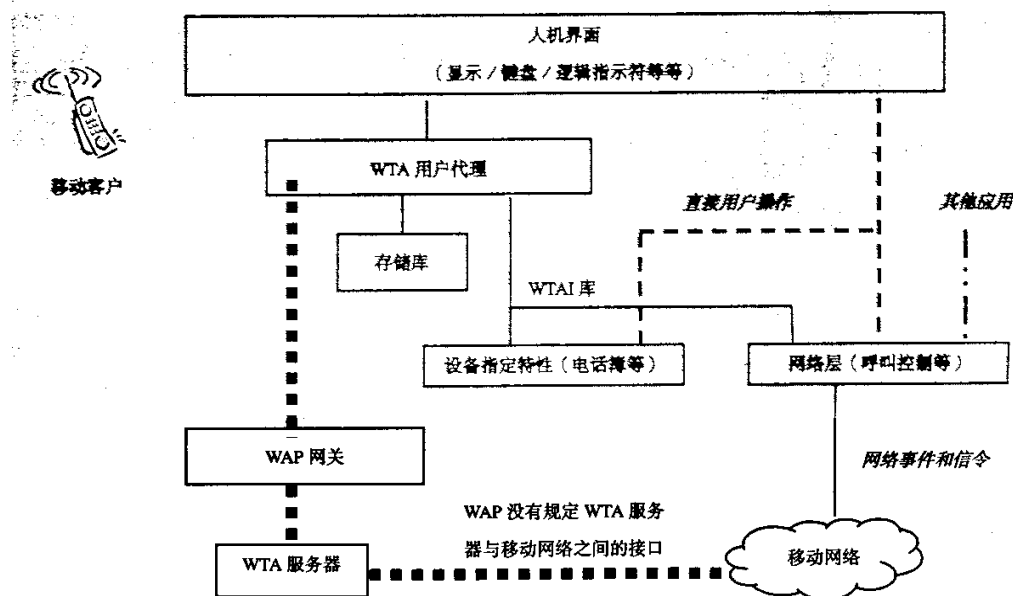 人机界面
（显示／键盘／逻辑指示符等等）
移动客户
WTA 用户代理
直接用户操作
其他应用
存储库
WTAI 库
设备指定特性（电话簿等）
网络层（呼叫控制等）
WAP 网关
网络事件和信令
WAP 没有规定 WTA 服务
器与移动网络之间的接口
WTA 服务器
移动网络